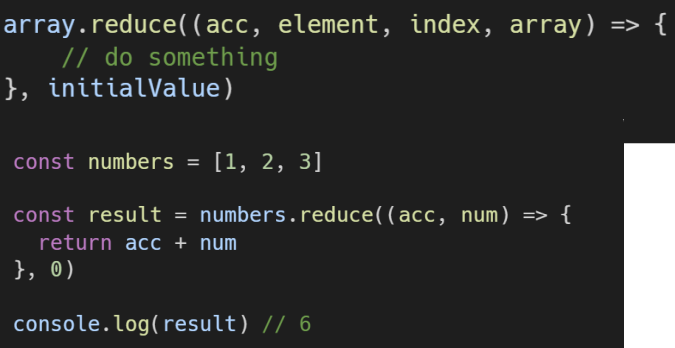 array.reduce((acc, element, index, array) => {
    // do something
}, initialValue)
const numbers = [1, 2, 3]
const result = numbers.reduce((acc, num) => {
  return acc + num
}, 0)
console.log(result) // 6